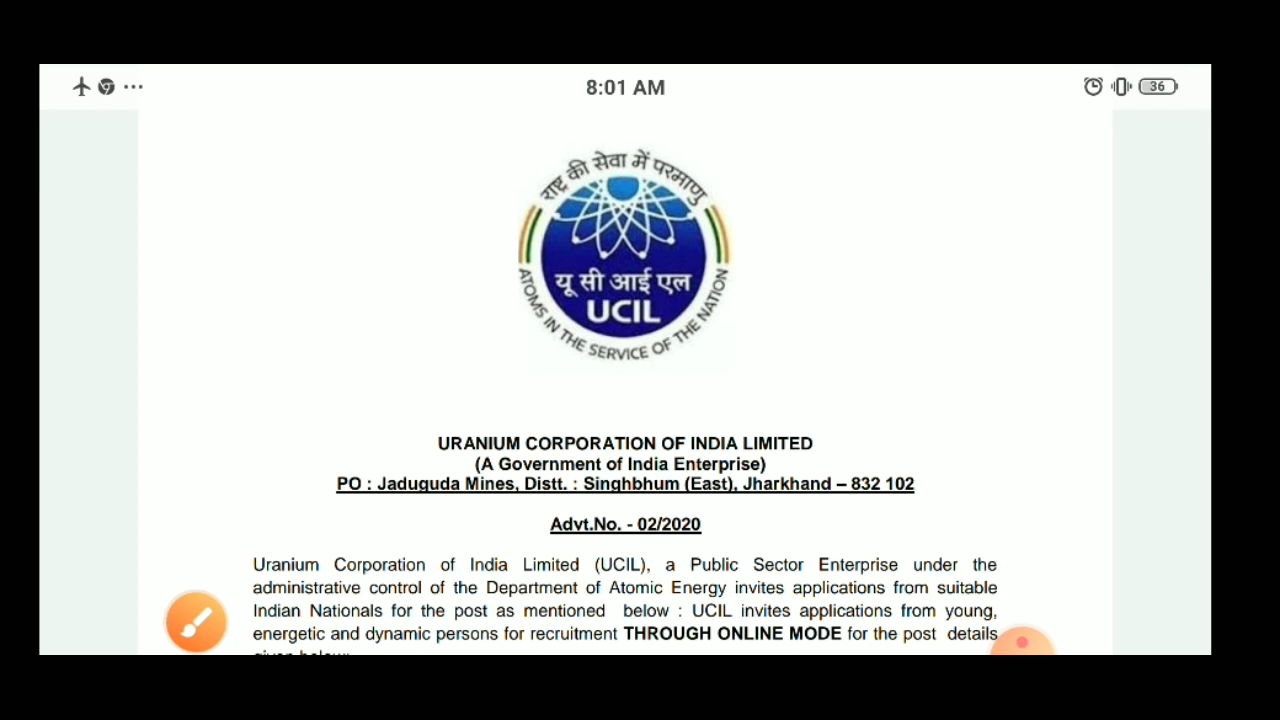 8:01 AM
36
राष्ट्र की सेवा में परमाणु
यू सी आई एल
UCIL
ATOMS IN THE SERVICE OF THE NATION
URANIUM CORPORATION OF INDIA LIMITED
(A Government of India Enterprise)
PO : Jaduguda Mines, Distt. : Singhbhum (East), Jharkhand – 832 102
Advt.No. - 02/2020
Uranium Corporation of India Limited (UCIL), a Public Sector Enterprise under the
administrative control of the Department of Atomic Energy invites applications from suitable
Indian Nationals for the post as mentioned below : UCIL invites applications from young,
energetic and dynamic persons for recruitment THROUGH ONLINE MODE for the post details